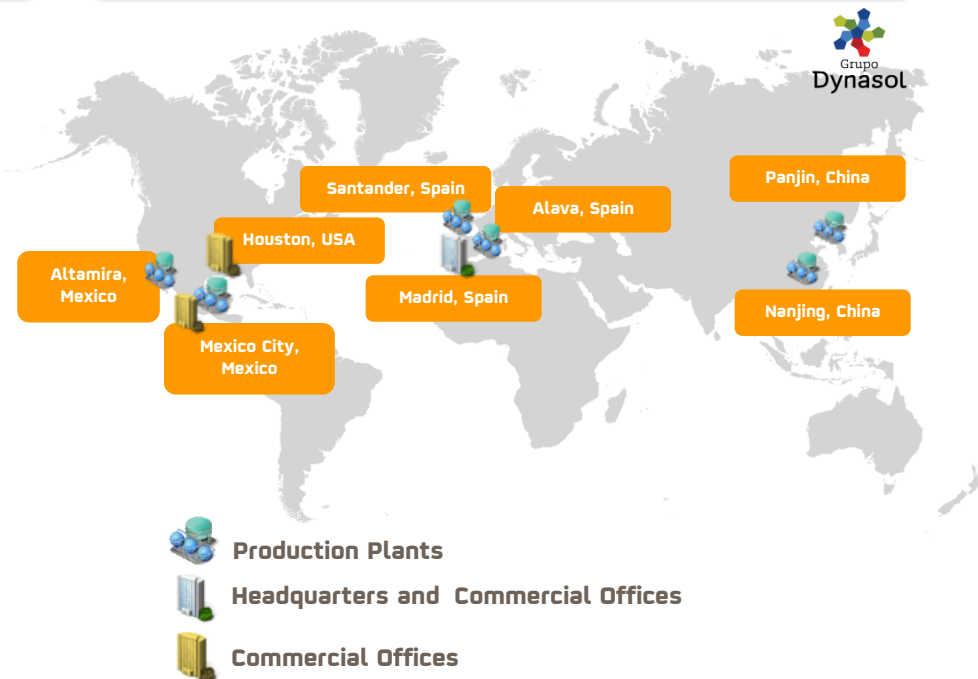 Grupo
Dynasol
Santander, Spain
Alava, Spain
Panjin, China
Houston, USA
Altamira,
Mexico
Madrid, Spain
Nanjing, China
Mexico City,
Mexico
Production Plants
Headquarters and Commercial Offices
Commercial Offices